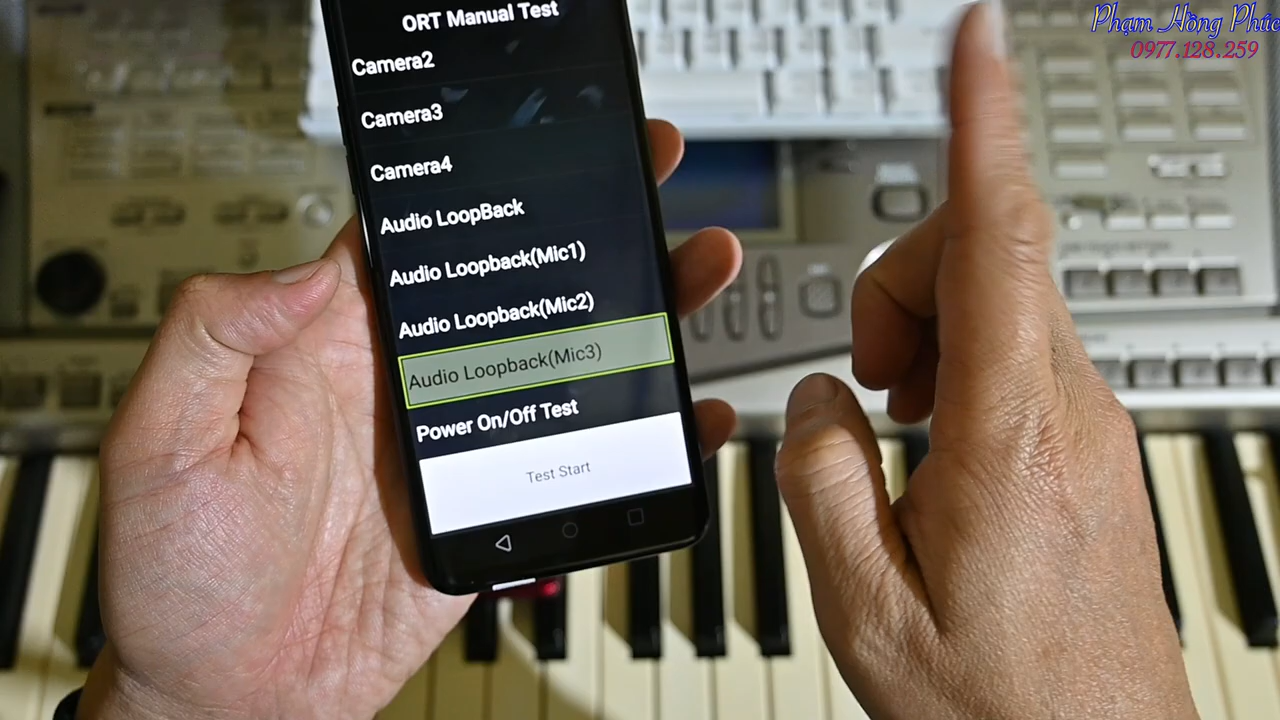 Phạm Hồng Phúc
0977.128.259
ORT Manual Test
Camera2
Camera3
Camera4
Audio LoopBack
Audio Loopback(Mic1)
Audio Loopback(Mic2)
Audio Loopback(Mic3)
Power On/Off Test
Test Start